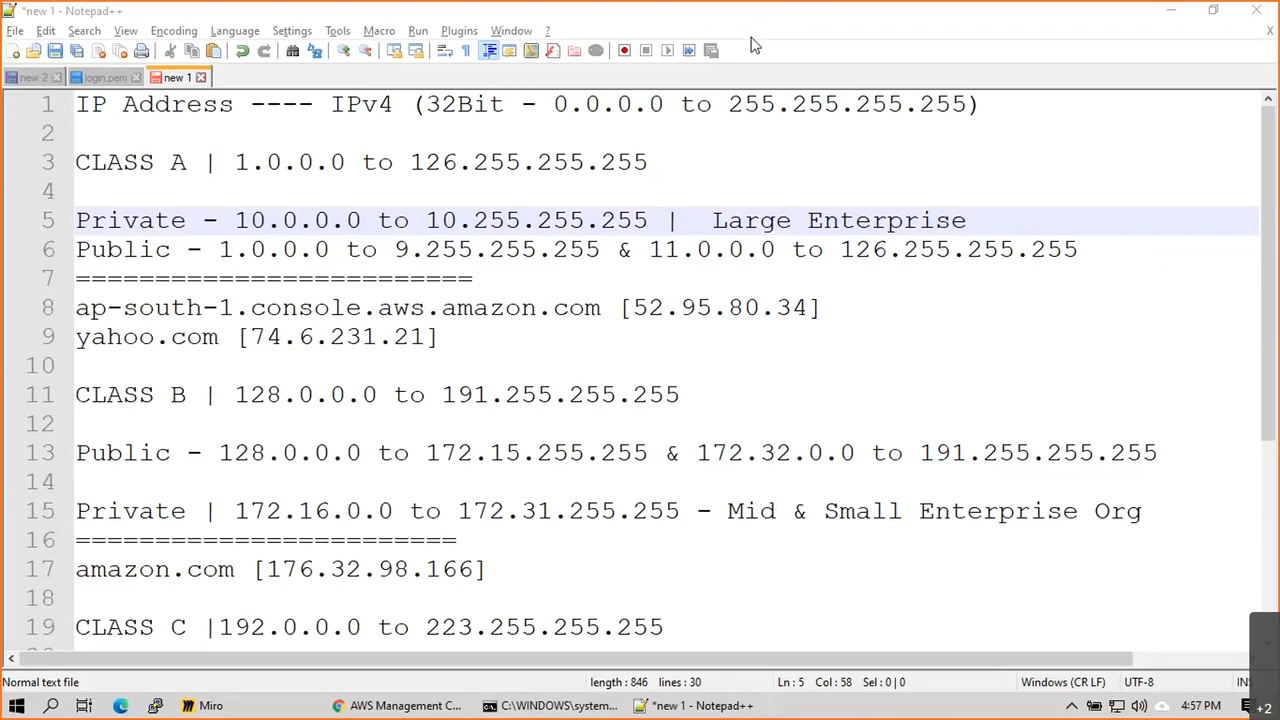 *new 1 - Notepad++
File Edit Search View Encoding Language Settings Tools Macro Run Plugins Window ? X
new 2 login.pem new 1
1 IP Address ---- IPv4 (32Bit - 0.0.0.0 to 255.255.255.255)
2
3 CLASS A | 1.0.0.0 to 126.255.255.255
4
5 Private - 10.0.0.0 to 10.255.255.255 | Large Enterprise
6 Public - 1.0.0.0 to 9.255.255.255 & 11.0.0.0 to 126.255.255.255
7 =========================
8 ap-south-1.console.aws.amazon.com [52.95.80.34]
9 yahoo.com [74.6.231.21]
10
11 CLASS B | 128.0.0.0 to 191.255.255.255
12
13 Public - 128.0.0.0 to 172.15.255.255 & 172.32.0.0 to 191.255.255.255
14
15 Private | 172.16.0.0 to 172.31.255.255 - Mid & Small Enterprise Org
16 ========================
17 amazon.com [176.32.98.166]
18
19 CLASS C |192.0.0.0 to 223.255.255.255
Normal text file length : 846 lines : 30 Ln : 5 Col : 58 Sel : 0 | 0 Windows (CR LF) UTF-8
Miro AWS Management C... C:\WINDOWS\system... *new 1 - Notepad++ 4:57 PM +2